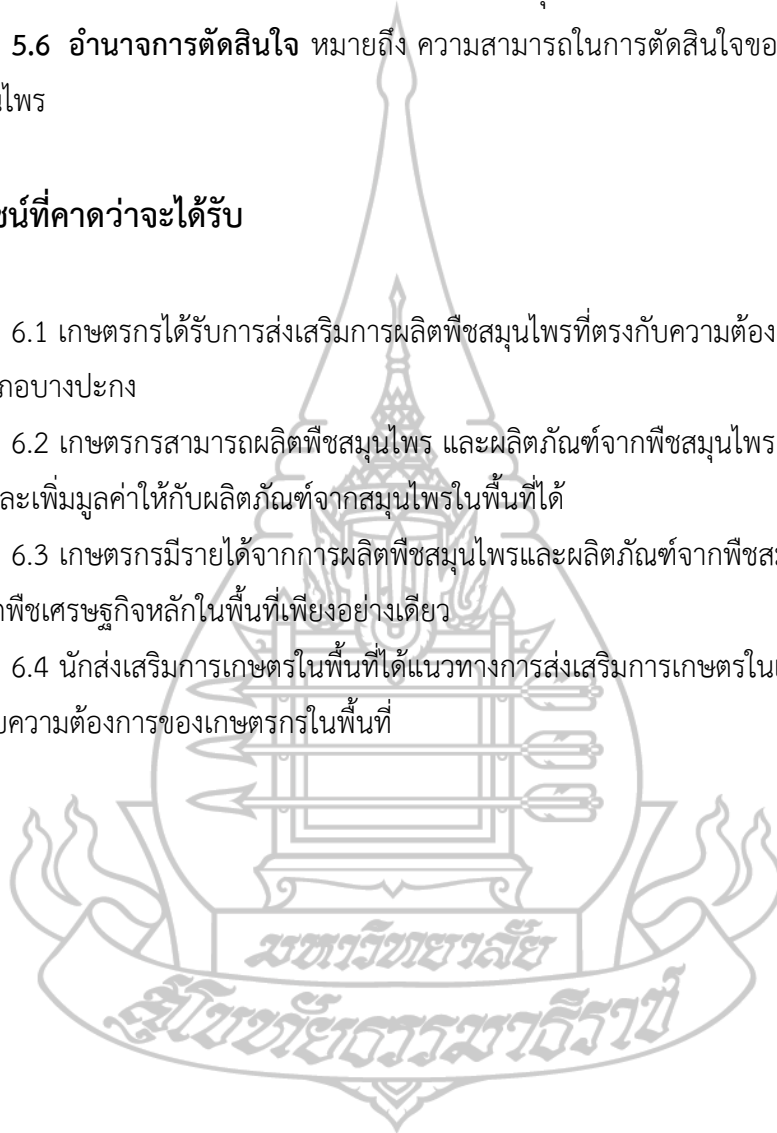 5.6 อำนาจการตัดสินใจ หมายถึง ความสามารถในการตัดสินใจขอ
นไพร
ชน์ที่คาดว่าจะได้รับ
6.1 เกษตรกรได้รับการส่งเสริมการผลิตพืชสมุนไพรที่ตรงกับความต้อง
ภอบางปะกง
6.2 เกษตรกรสามารถผลิตพืชสมุนไพร และผลิตภัณฑ์จากพืชสมุนไพร
ละเพิ่มมูลค่าให้กับผลิตภัณฑ์จากสมุนไพรในพื้นที่ได้
6.3 เกษตรกรมีรายได้จากการผลิตพืชสมุนไพรและผลิตภัณฑ์จากพืชสม
พืชเศรษฐกิจหลักในพื้นที่เพียงอย่างเดียว
6.4 นักส่งเสริมการเกษตรในพื้นที่ได้แนวทางการส่งเสริมการเกษตรใน
บความต้องการของเกษตรกรในพื้นที่
มหาวิทยาลัย
สุโขทัยธรรมาธิราช